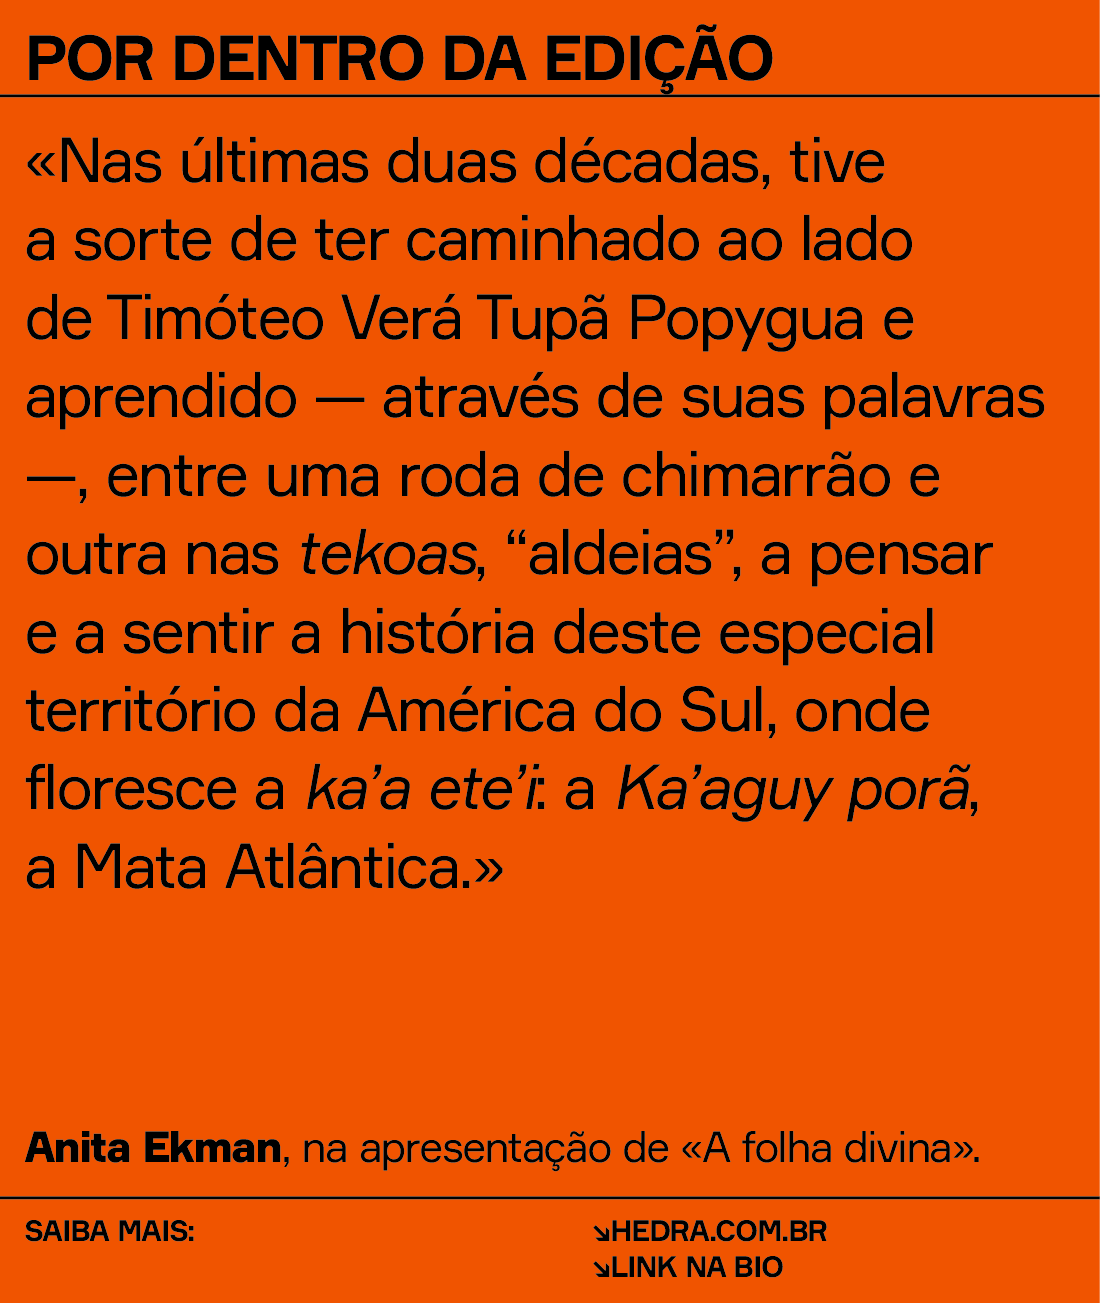 POR DENTRO DA EDIÇÃO
«Nas últimas duas décadas, tive
a sorte de ter caminhado ao lado
de Timóteo Verá Tupã Popygua e
aprendido — através de suas palavras
—, entre uma roda de chimarrão e
outra nas tekoas, “aldeias”, a pensar
e a sentir a história deste especial
território da América do Sul, onde
floresce a ka’a ete’i: a Ka’aguy porã,
a Mata Atlântica.»
Anita Ekman, na apresentação de «A folha divina».
SAIBA MAIS:
↘HEDRA.COM.BR
↘LINK NA BIO